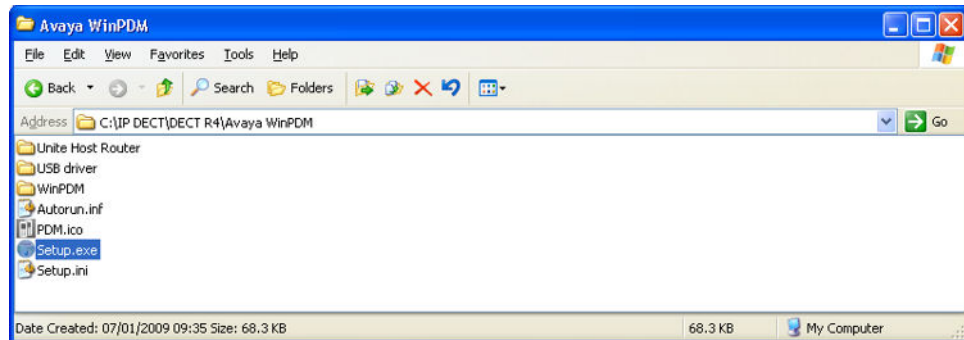 Avaya WinPDM
File Edit View Favorites Tools Help
Back Search Folders
Address C:\IP DECT\DECT R4\Avaya WinPDM Go
Unite Host Router
USB driver
WinPDM
Autorun.inf
PDM.ico
Setup.exe
Setup.ini
Date Created: 07/01/2009 09:35 Size: 68.3 KB 68.3 KB My Computer